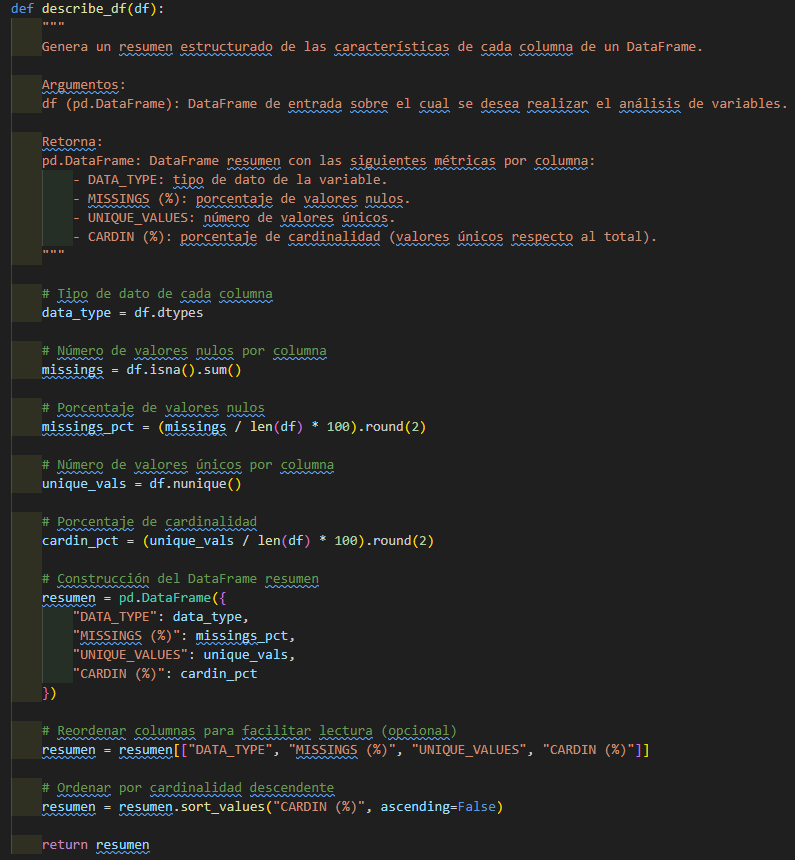 def describe_df(df):
    """
    Genera un resumen estructurado de las características de cada columna de un DataFrame.

    Argumentos:
    df (pd.DataFrame): DataFrame de entrada sobre el cual se desea realizar el análisis de variables.

    Retorna:
    pd.DataFrame: DataFrame resumen con las siguientes métricas por columna:
        - DATA_TYPE: tipo de dato de la variable.
        - MISSINGS (%): porcentaje de valores nulos.
        - UNIQUE_VALUES: número de valores únicos.
        - CARDIN (%): porcentaje de cardinalidad (valores únicos respecto al total).
    """

    # Tipo de dato de cada columna
    data_type = df.dtypes

    # Número de valores nulos por columna
    missings = df.isna().sum()

    # Porcentaje de valores nulos
    missings_pct = (missings / len(df) * 100).round(2)

    # Número de valores únicos por columna
    unique_vals = df.nunique()

    # Porcentaje de cardinalidad
    cardin_pct = (unique_vals / len(df) * 100).round(2)

    # Construcción del DataFrame resumen
    resumen = pd.DataFrame({
        "DATA_TYPE": data_type,
        "MISSINGS (%)": missings_pct,
        "UNIQUE_VALUES": unique_vals,
        "CARDIN (%)": cardin_pct
    })

    # Reordenar columnas para facilitar lectura (opcional)
    resumen = resumen[["DATA_TYPE", "MISSINGS (%)", "UNIQUE_VALUES", "CARDIN (%)"]]

    # Ordenar por cardinalidad descendente
    resumen = resumen.sort_values("CARDIN (%)", ascending=False)

    return resumen